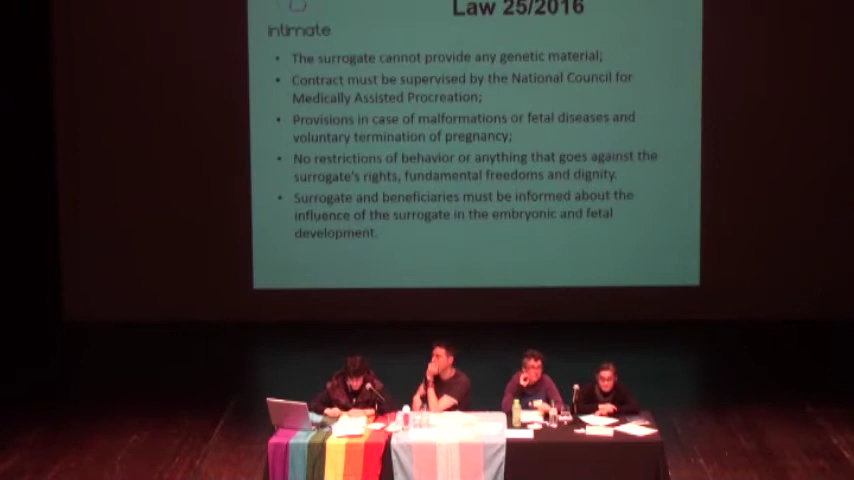 Law 25/2016
intimate
• The surrogate cannot provide any genetic material;
• Contract must be supervised by the National Council for
Medically Assisted Procreation;
• Provisions in case of malformations or fetal diseases and
voluntary termination of pregnancy;
• No restrictions of behavior or anything that goes against the
surrogate's rights, fundamental freedoms and dignity.
• Surrogate and beneficiaries must be informed about the
influence of the surrogate in the embryonic and fetal
development.